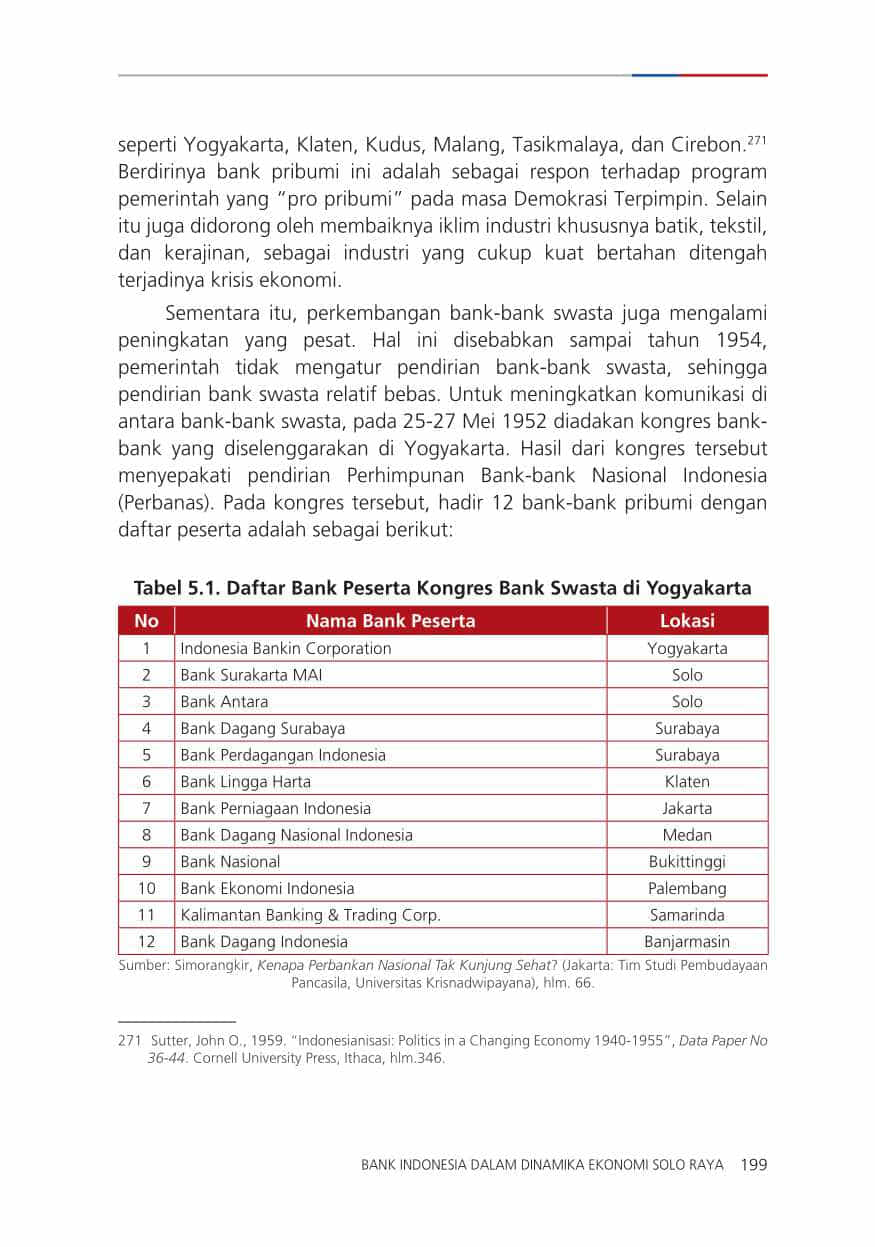 seperti Yogyakarta, Klaten, Kudus, Malang, Tasikmalaya, dan Cirebon.271
Berdirinya bank pribumi ini adalah sebagai respon terhadap program
pemerintah yang “pro pribumi” pada masa Demokrasi Terpimpin. Selain
itu juga didorong oleh membaiknya iklim industri khususnya batik, tekstil,
dan kerajinan, sebagai industri yang cukup kuat bertahan ditengah
terjadinya krisis ekonomi.
Sementara itu, perkembangan bank-bank swasta juga mengalami
peningkatan yang pesat. Hal ini disebabkan sampai tahun 1954,
pemerintah tidak mengatur pendirian bank-bank swasta, sehingga
pendirian bank swasta relatif bebas. Untuk meningkatkan komunikasi di
antara bank-bank swasta, pada 25-27 Mei 1952 diadakan kongres bank-
bank yang diselenggarakan di Yogyakarta. Hasil dari kongres tersebut
menyepakati pendirian Perhimpunan Bank-bank Nasional Indonesia
(Perbanas). Pada kongres tersebut, hadir 12 bank-bank pribumi dengan
daftar peserta adalah sebagai berikut:
Tabel 5.1. Daftar Bank Peserta Kongres Bank Swasta di Yogyakarta
No Nama Bank Peserta Lokasi
1 Indonesia Bankin Corporation Yogyakarta
2 Bank Surakarta MAI Solo
3 Bank Antara Solo
4 Bank Dagang Surabaya Surabaya
5 Bank Perdagangan Indonesia Surabaya
6 Bank Lingga Harta Klaten
7 Bank Perniagaan Indonesia Jakarta
8 Bank Dagang Nasional Indonesia Medan
9 Bank Nasional Bukittinggi
10 Bank Ekonomi Indonesia Palembang
11 Kalimantan Banking & Trading Corp. Samarinda
12 Bank Dagang Indonesia Banjarmasin
Sumber: Simorangkir, Kenapa Perbankan Nasional Tak Kunjung Sehat? (Jakarta: Tim Studi Pembudayaan
Pancasila, Universitas Krisnadwipayana), hlm. 66.
271 Sutter, John O., 1959. “Indonesianisasi: Politics in a Changing Economy 1940-1955”, Data Paper No
36-44. Cornell University Press, Ithaca, hlm.346.
BANK INDONESIA DALAM DINAMIKA EKONOMI SOLO RAYA 199